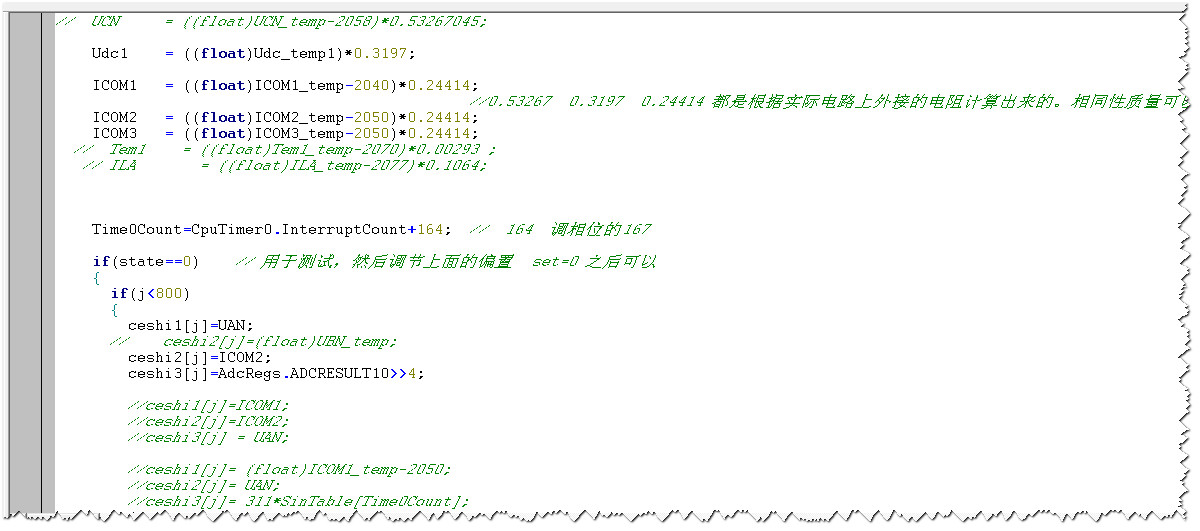 //  UCN     = ((float)UCN_temp-2058)*0.53267045;
Udc1    = ((float)Udc_temp1)*0.3197;
ICOM1   = ((float)ICOM1_temp-2040)*0.24414;
//0.53267  0.3197  0.24414 都是根据实际电路上外接的电阻计算出来的。相同性质量可
ICOM2   = ((float)ICOM2_temp-2050)*0.24414;
ICOM3   = ((float)ICOM3_temp-2050)*0.24414;
//  Tem1    = ((float)Tem1_temp-2070)*0.00293 ;
// ILA       = ((float)ILA_temp-2077)*0.1064;
Time0Count=CpuTimer0.InterruptCount+164;  //  164  调相位的167
if(state==0)    // 用于测试，然后调节上面的偏置  set=0 之后可以
{
if(j<800)
{
ceshi1[j]=UAN;
//    ceshi2[j]=(float)UBN_temp;
ceshi2[j]=ICOM2;
ceshi3[j]=AdcRegs.ADCRESULT10>>4;
//ceshi1[j]=ICOM1;
//ceshi2[j]=ICOM2;
//ceshi3[j] = UAN;
//ceshi1[j]= (float)ICOM1_temp-2050;
//ceshi2[j]= UAN;
//ceshi3[j]= 311*SinTable[Time0Count];